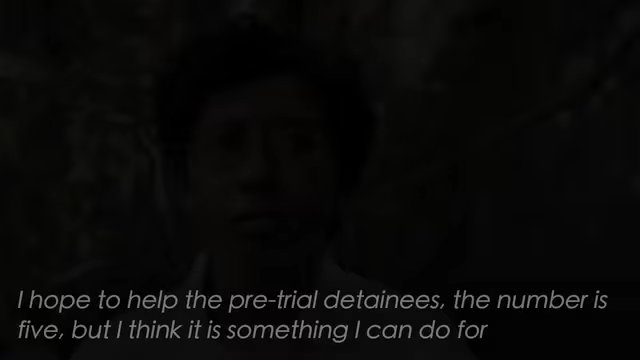 I hope to help the pre-trial detainees, the number is
five, but I think it is something I can do for